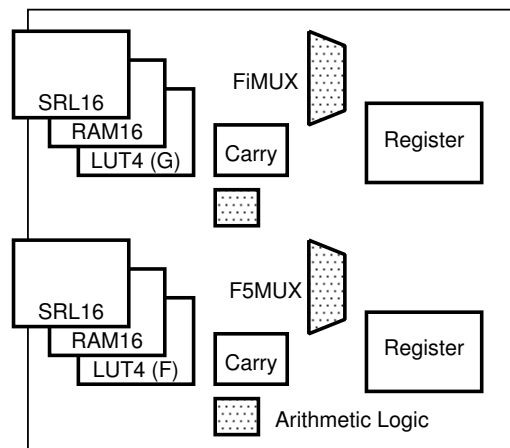 FiMUX
SRL16
RAM16
LUT4 (G)
Carry
Register
F5MUX
SRL16
RAM16
LUT4 (F)
Carry
Register
Arithmetic Logic